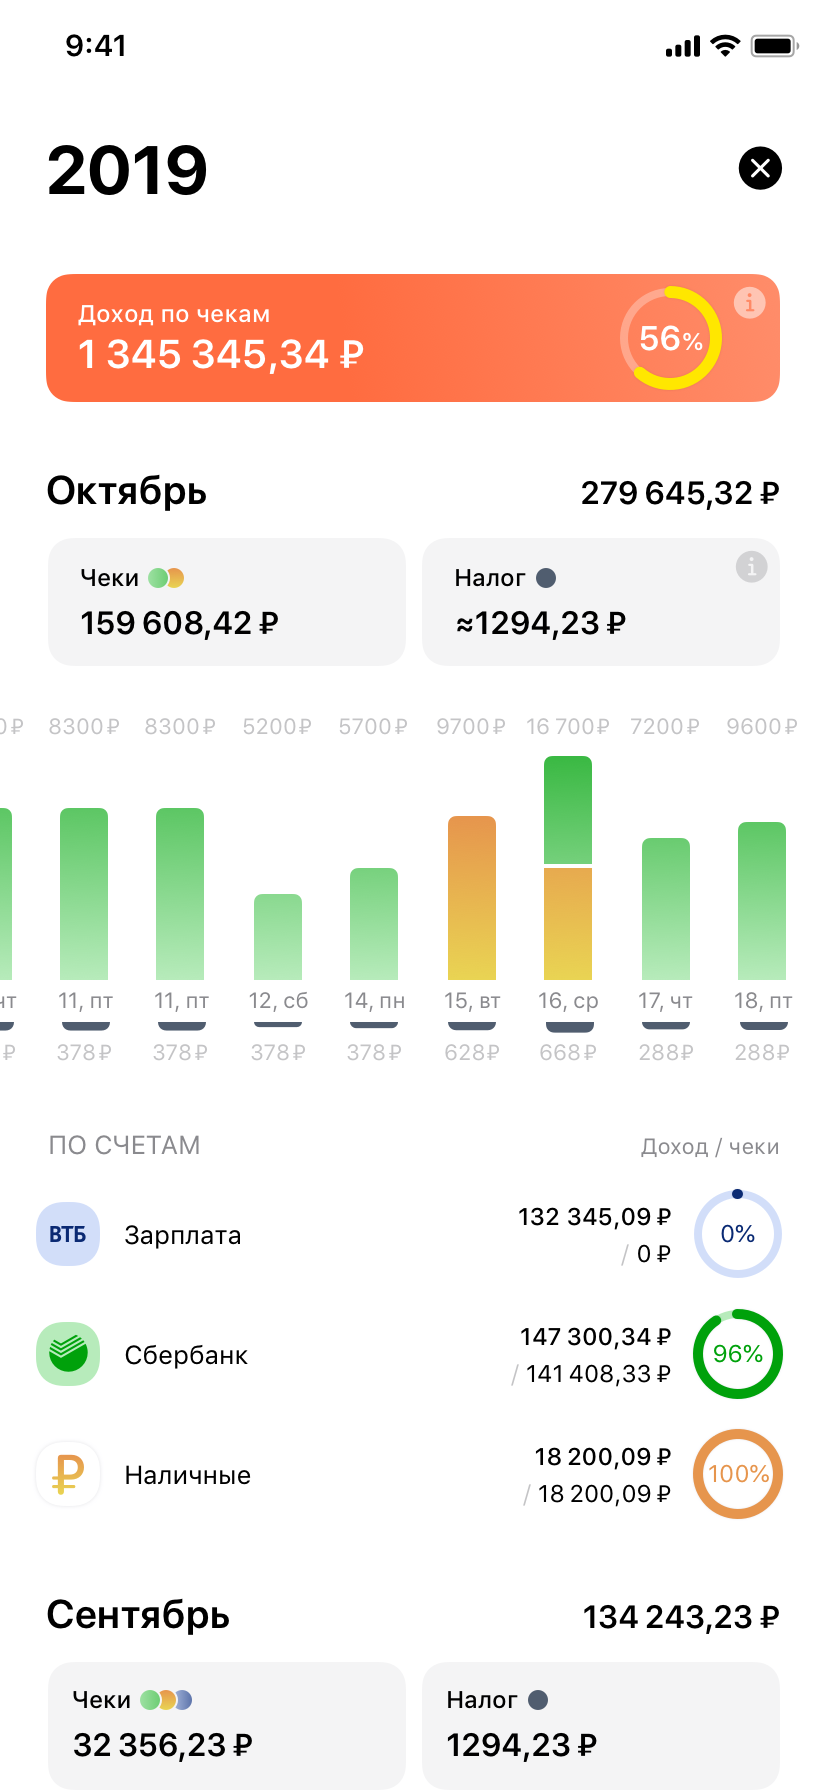 9:41
2019
Доход по чекам
1 345 345,34 ₽
56%
Октябрь
279 645,32 ₽
Чеки
159 608,42 ₽
Налог
≈1294,23 ₽
0₽ 8300₽ 8300₽ 5200₽ 5700₽ 9700₽ 16 700₽ 7200₽ 9600₽
чт 11, пт 11, пт 12, сб 14, пн 15, вт 16, ср 17, чт 18, пт
₽ 378₽ 378₽ 378₽ 378₽ 628₽ 668₽ 288₽ 288₽
ПО СЧЕТАМ
Доход / чеки
ВТБ
Зарплата
132 345,09 ₽
/ 0 ₽
0%
Сбербанк
147 300,34 ₽
/ 141 408,33 ₽
96%
₽
Наличные
18 200,09 ₽
/ 18 200,09 ₽
100%
Сентябрь
134 243,23 ₽
Чеки
32 356,23 ₽
Налог
1294,23 ₽